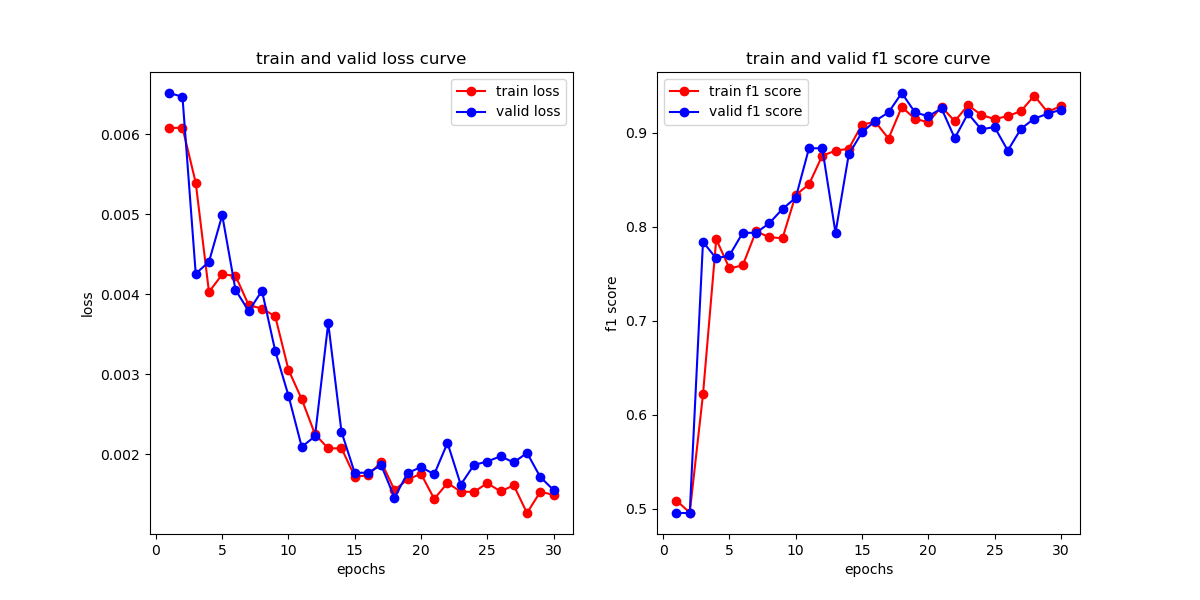 train and valid loss curve
train loss
valid loss
0.006
0.005
0.004
0.003
0.002
loss
0
5
10
15
20
25
30
epochs
train and valid f1 score curve
train f1 score
valid f1 score
0.9
0.8
0.7
0.6
0.5
f1 score
0
5
10
15
20
25
30
epochs